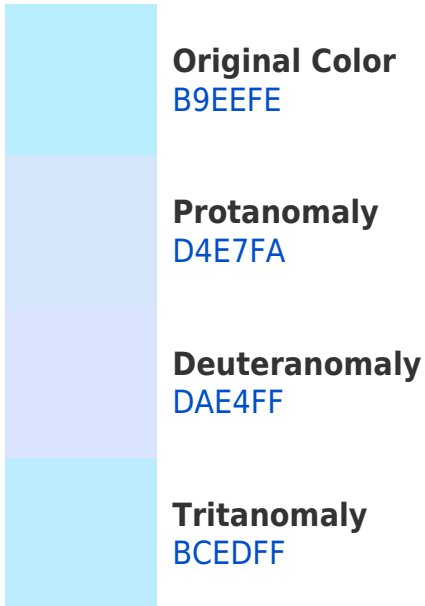 Original Color
B9EEFE
Protanomaly
D4E7FA
Deuteranomaly
DAE4FF
Tritanomaly
BCEDFF